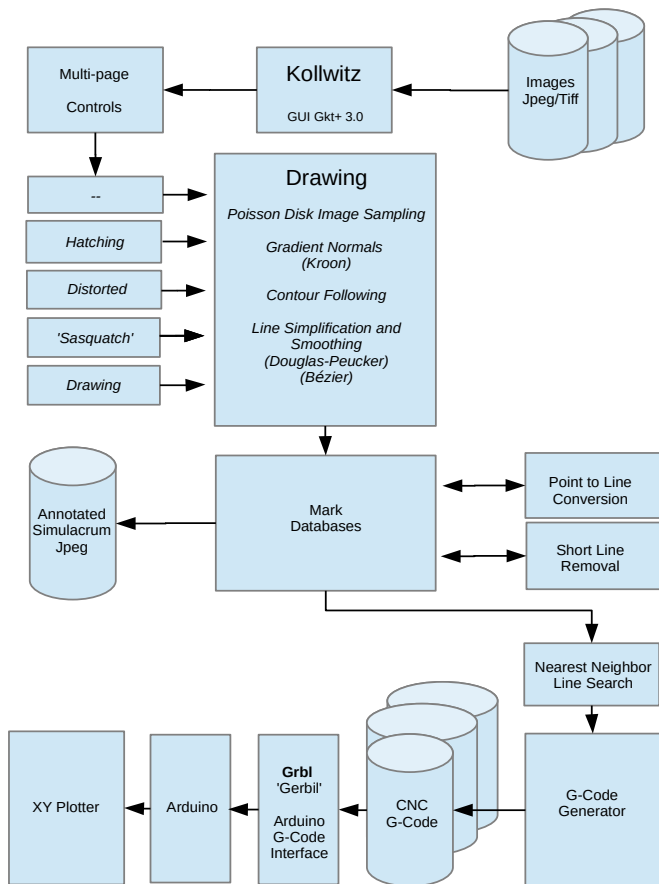 Multi-page
Controls
Kollwitz
GUI Gkt+ 3.0
Images
Jpeg/Tiff
--
Hatching
Distorted
'Sasquatch'
Drawing
Drawing
Poisson Disk Image Sampling
Gradient Normals
(Kroon)
Contour Following
Line Simplification and
Smoothing
(Douglas-Peucker)
(Bézier)
Annotated
Simulacrum
Jpeg
Mark
Databases
Point to Line
Conversion
Short Line
Removal
Nearest Neighbor
Line Search
XY Plotter
Arduino
Grbl
'Gerbil'
Arduino
G-Code
Interface
CNC
G-Code
G-Code
Generator